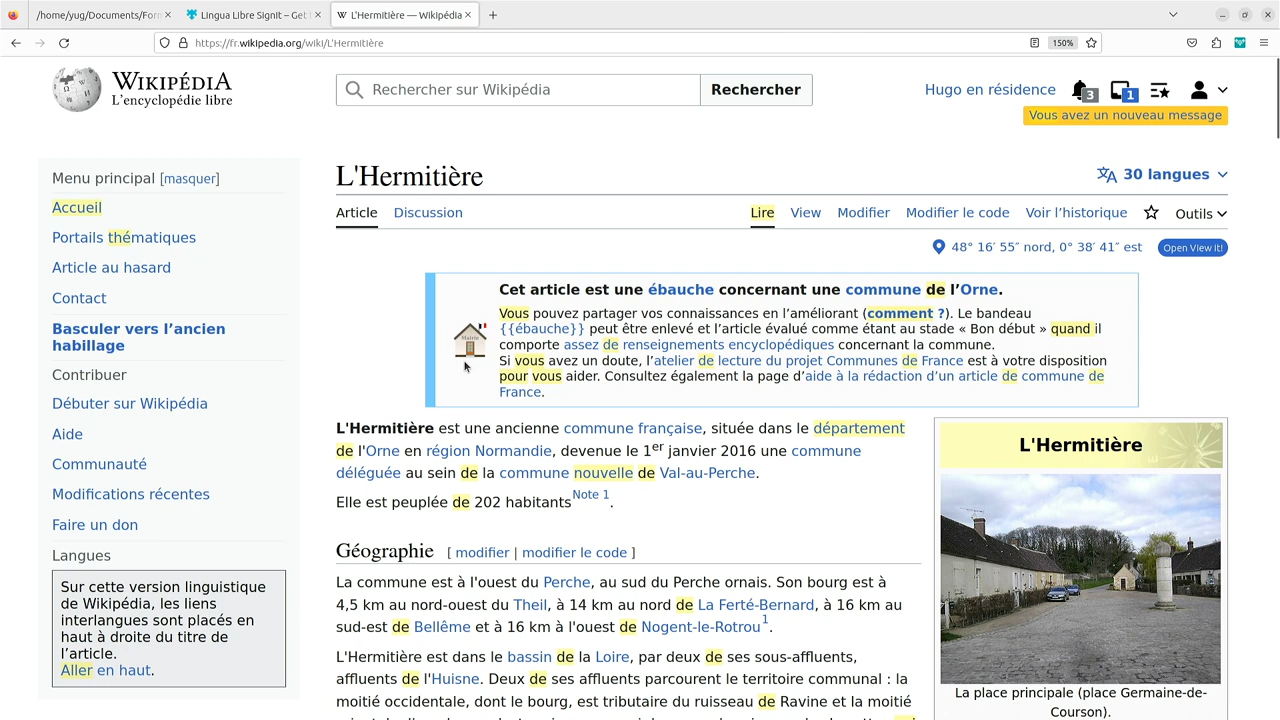 /home/yug/Documents/For
Lingua Libre Signit – Get
L'Hermitière — Wikipédia
https://fr.wikipedia.org/wiki/L'Hermitière
150%
WIKIPÉDIA
L'encyclopédie libre
Rechercher sur Wikipédia
Rechercher
Hugo en résidence
3
1
Vous avez un nouveau message
Menu principal [masquer]
Accueil
Portails thématiques
Article au hasard
Contact
Basculer vers l'ancien
habillage
Contribuer
Débuter sur Wikipédia
Aide
Communauté
Modifications récentes
Faire un don
Langues
Sur cette version linguistique
de Wikipédia, les liens
interlangues sont placés en
haut à droite du titre de
l'article.
Aller en haut.
L'Hermitière
30 langues
Article Discussion
Lire View Modifier Modifier le code Voir l'historique Outils
48° 16′ 55″ nord, 0° 38′ 41″ est
Open View It!
Mairie
Cet article est une ébauche concernant une commune de l'Orne.
Vous pouvez partager vos connaissances en l'améliorant (comment ?). Le bandeau
{{ébauche}} peut être enlevé et l'article évalué comme étant au stade « Bon début » quand il
comporte assez de renseignements encyclopédiques concernant la commune.
Si vous avez un doute, l'atelier de lecture du projet Communes de France est à votre disposition
pour vous aider. Consultez également la page d'aide à la rédaction d'un article de commune de
France.
L'Hermitière est une ancienne commune française, située dans le département
de l'Orne en région Normandie, devenue le 1er janvier 2016 une commune
déléguée au sein de la commune nouvelle de Val-au-Perche.
Elle est peuplée de 202 habitants Note 1.
Géographie [ modifier | modifier le code ]
La commune est à l'ouest du Perche, au sud du Perche ornais. Son bourg est à
4,5 km au nord-ouest du Theil, à 14 km au nord de La Ferté-Bernard, à 16 km au
sud-est de Bellême et à 16 km à l'ouest de Nogent-le-Rotrou1.
L'Hermitière est dans le bassin de la Loire, par deux de ses sous-affluents,
affluents de l'Huisne. Deux de ses affluents parcourent le territoire communal : la
moitié occidentale, dont le bourg, est tributaire du ruisseau de Ravine et la moitié
L'Hermitière
La place principale (place Germaine-de-
Courson).